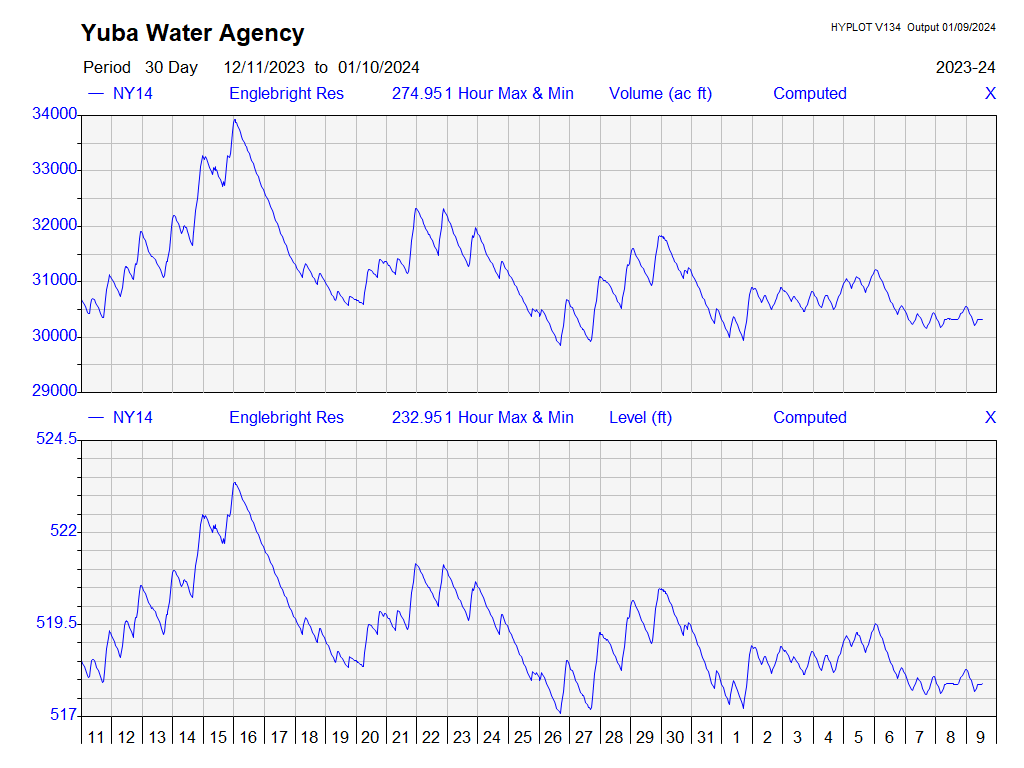 Yuba Water Agency
HYPLOT V134 Output 01/09/2024
Period 30 Day 12/11/2023 to 01/10/2024 2023-24
NY14 Englebright Res 274.951 Hour Max & Min Volume (ac ft) Computed X
34000
33000
32000
31000
30000
29000
NY14 Englebright Res 232.951 Hour Max & Min Level (ft) Computed X
524.5
522
519.5
517
11 12 13 14 15 16 17 18 19 20 21 22 23 24 25 26 27 28 29 30 31 1 2 3 4 5 6 7 8 9